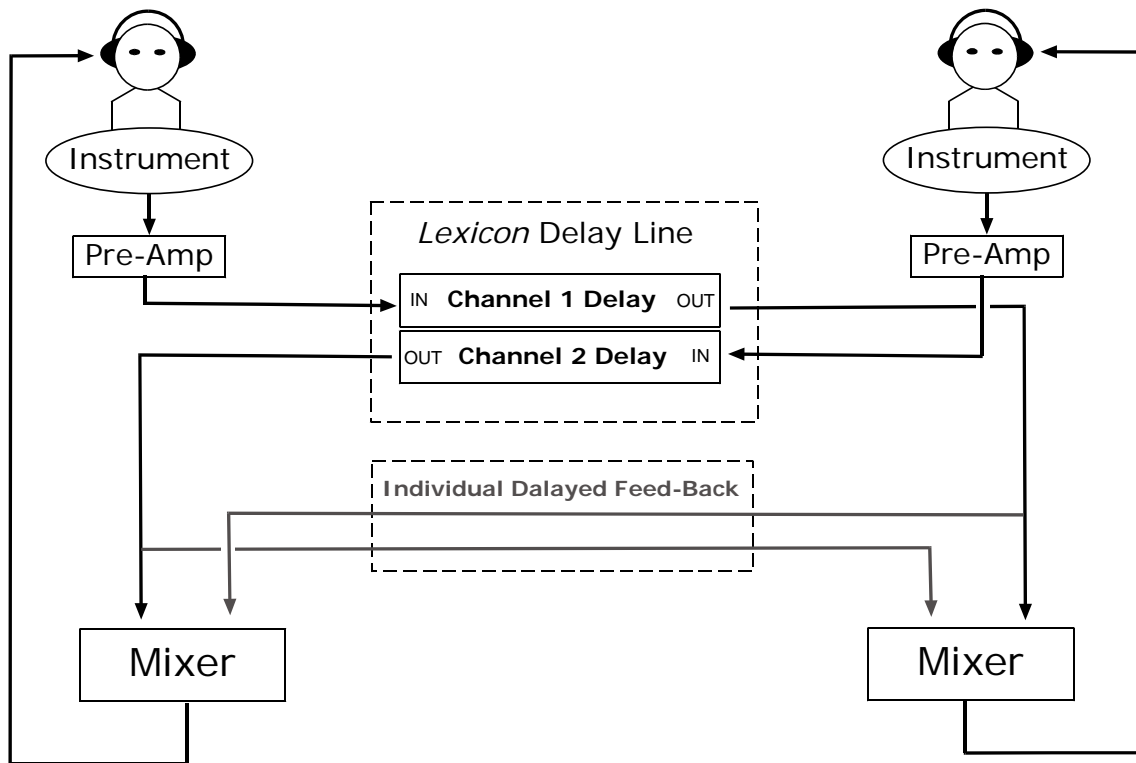 Instrument
Instrument
Pre-Amp
Lexicon Delay Line
Pre-Amp
IN Channel 1 Delay OUT
OUT Channel 2 Delay IN
Individual Dalayed Feed-Back
Mixer
Mixer